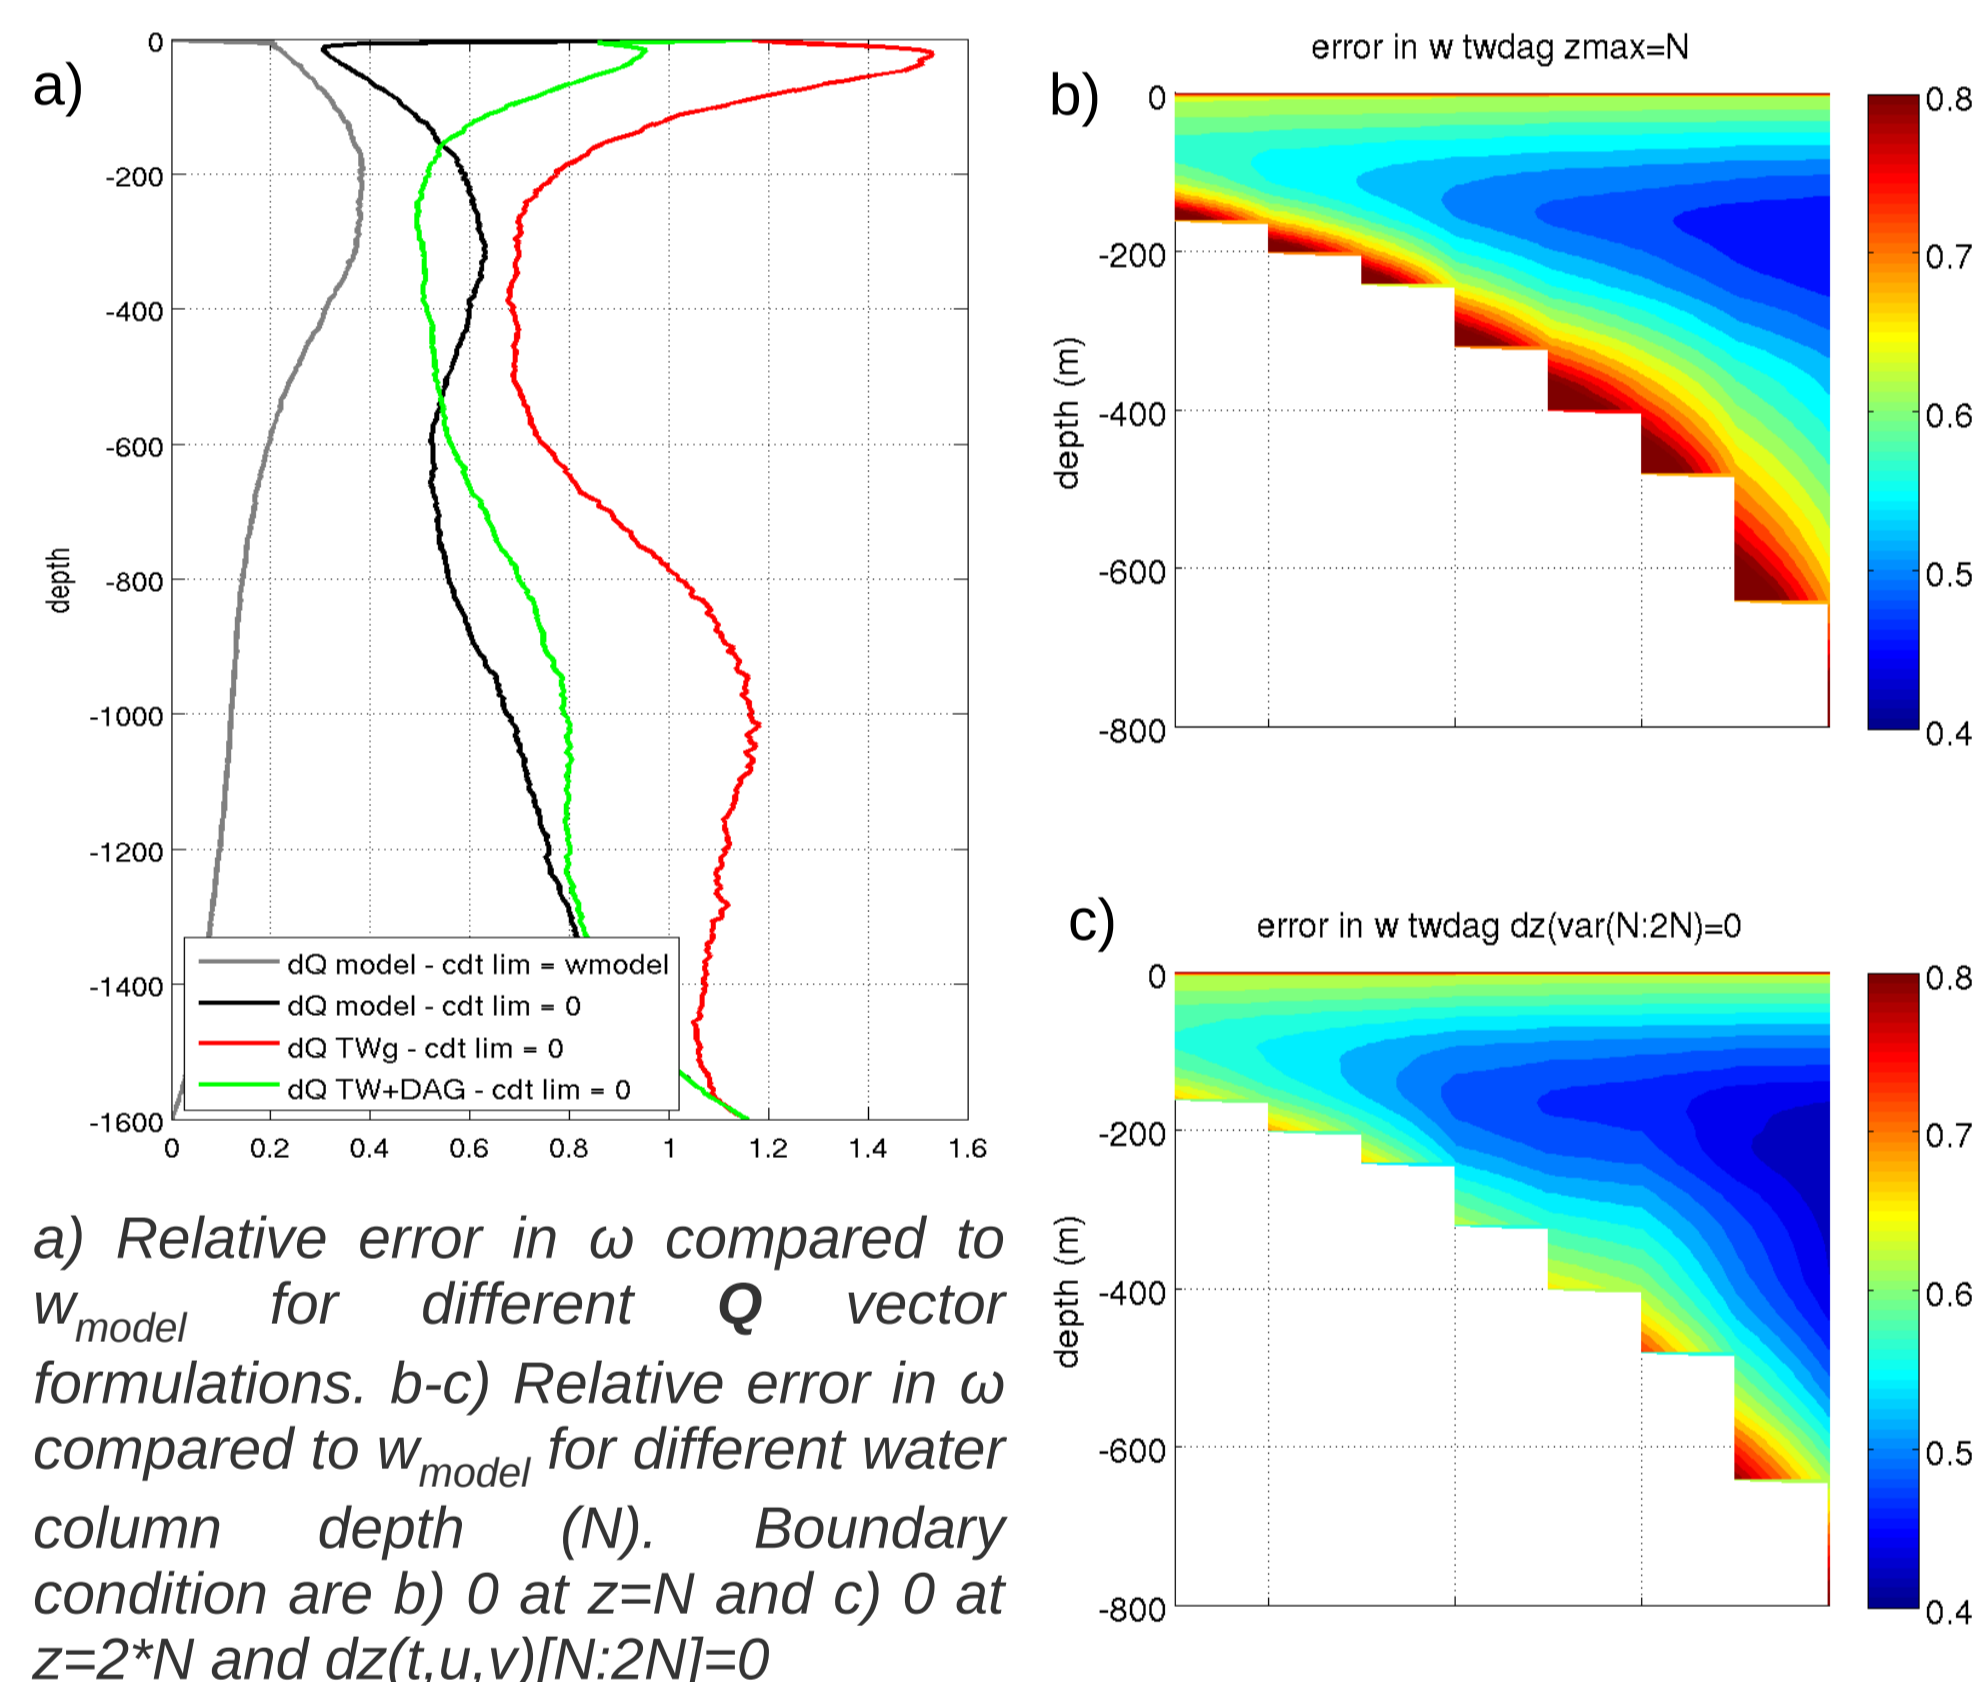 a)
0
-200
-400
-600
-800
-1000
-1200
-1400
-1600
depth
0 0.2 0.4 0.6 0.8 1 1.2 1.4 1.6
dQ model - cdt lim = wmodel
dQ model - cdt lim = 0
dQ TWg - cdt lim = 0
dQ TW+DAG - cdt lim = 0
b)
error in w twdag zmax=N
0
-200
-400
-600
-800
depth (m)
0.8
0.7
0.6
0.5
0.4
c)
error in w twdag dz(var(N:2N)=0
0
-200
-400
-600
-800
depth (m)
0.8
0.7
0.6
0.5
0.4
a) Relative error in ω compared to
wmodel for different Q vector
formulations. b-c) Relative error in ω
compared to wmodel for different water
column depth (N). Boundary
condition are b) 0 at z=N and c) 0 at
z=2*N and dz(t,u,v)[N:2N]=0